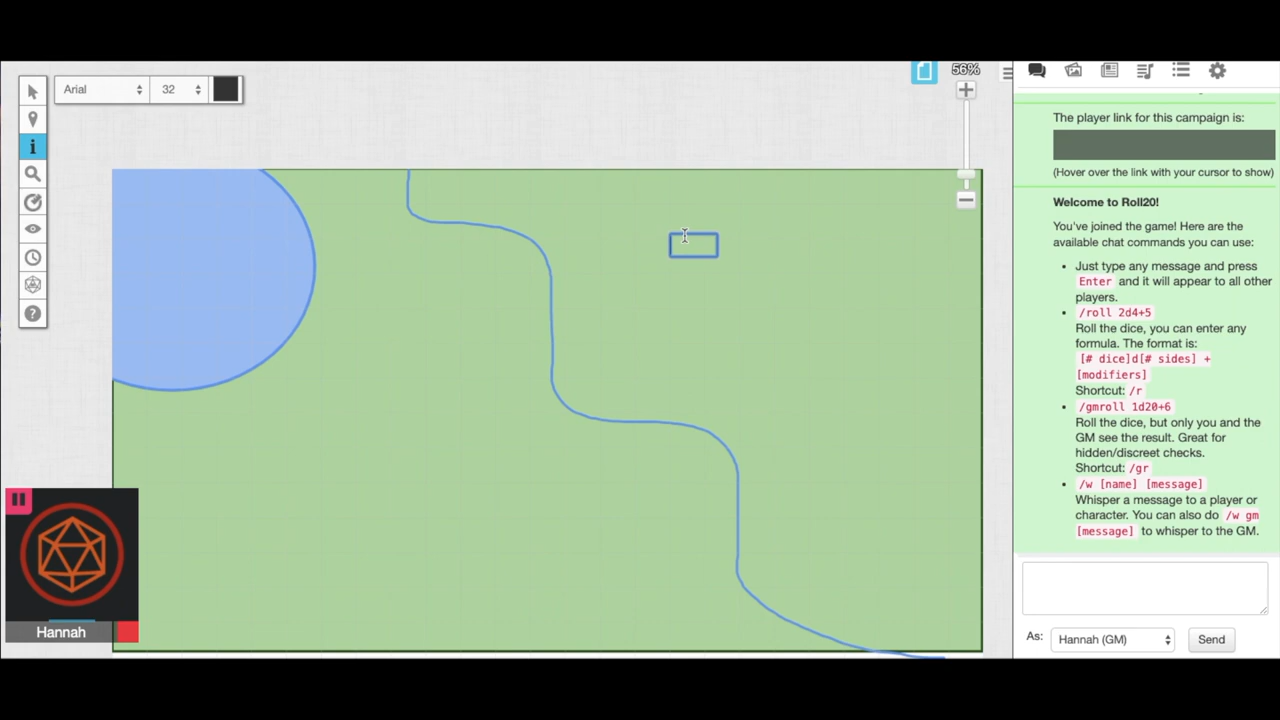 Arial
32
56%
The player link for this campaign is:
(Hover over the link with your cursor to show)
Welcome to Roll20!
You've joined the game! Here are the
available chat commands you can use:
Just type any message and press
Enter and it will appear to all other
players.
/roll 2d4+5
Roll the dice, you can enter any
formula. The format is:
[# dice]d[# sides] +
[modifiers]
Shortcut: /r
/gmroll 1d20+6
Roll the dice, but only you and the
GM see the result. Great for
hidden/discreet checks.
Shortcut: /gr
/w [name] [message]
Whisper a message to a player or
character. You can also do /w gm
[message] to whisper to the GM.
Hannah
As: Hannah (GM) Send